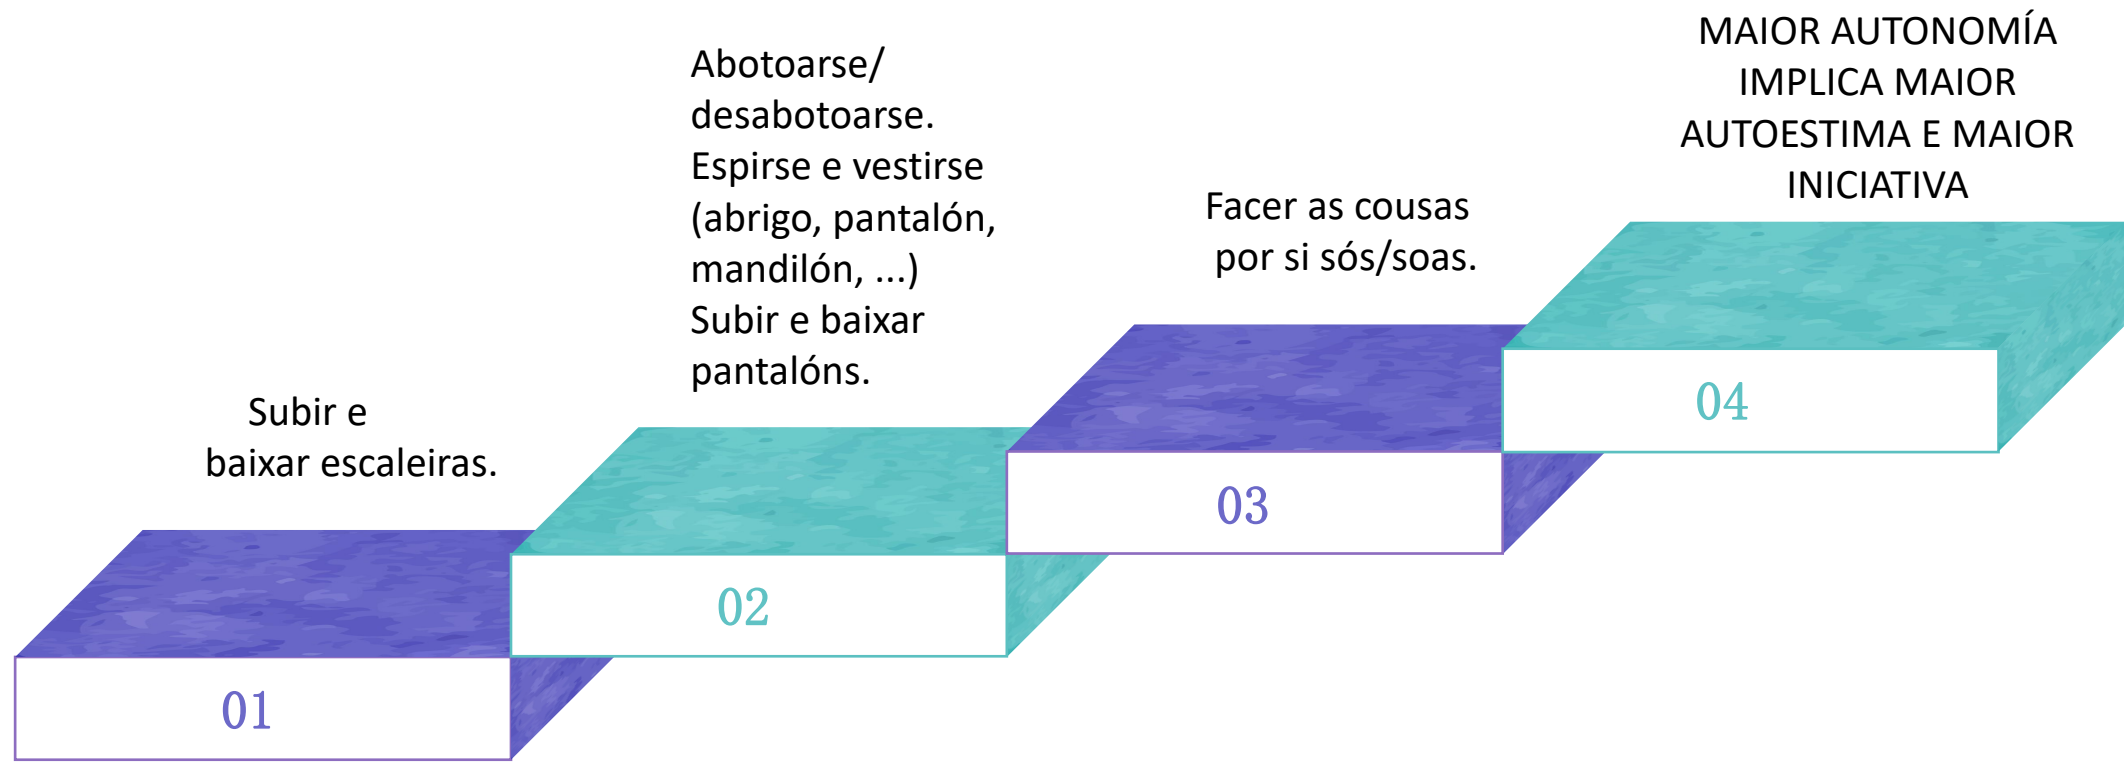 Subir e
baixar escaleiras.
01
Abotoarse/
desabotoarse.
Espirse e vestirse
(abrigo, pantalón,
mandilón, ...)
Subir e baixar
pantalóns.
02
Facer as cousas
por si sós/soas.
03
MAIOR AUTONOMÍA
IMPLICA MAIOR
AUTOESTIMA E MAIOR
INICIATIVA
04